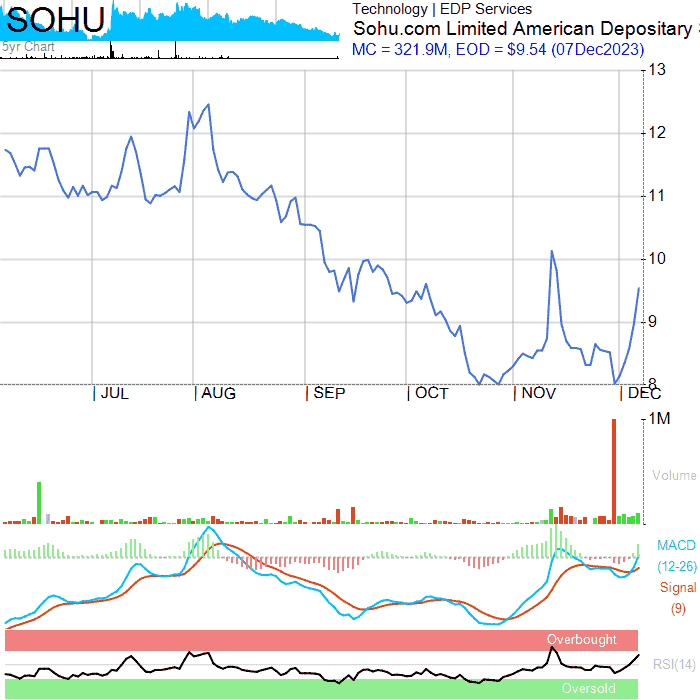 SOHU
5yr Chart
Technology | EDP Services
Sohu.com Limited American Depositary S
MC = 321.9M, EOD = $9.54 (07Dec2023)
13
12
11
10
9
8
JUL AUG SEP OCT NOV DEC
1M
Volume
MACD
(12-26)
Signal
(9)
Overbought
RSI(14)
Oversold